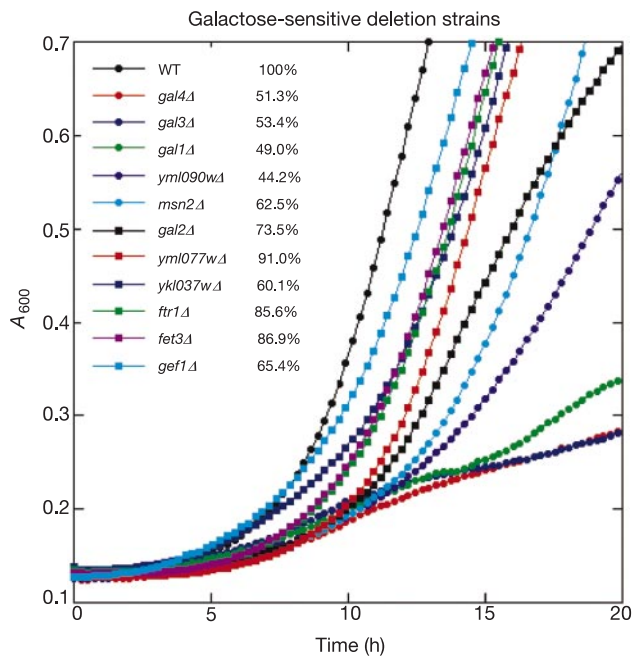 Galactose-sensitive deletion strains
0.7
0.6
0.5
0.4
0.3
0.2
0.1
A600
WT 100%
gal4Δ 51.3%
gal3Δ 53.4%
gal1Δ 49.0%
yml090wΔ 44.2%
msn2Δ 62.5%
gal2Δ 73.5%
yml077wΔ 91.0%
ykl037wΔ 60.1%
ftr1Δ 85.6%
fet3Δ 86.9%
gef1Δ 65.4%
0 5 10 15 20
Time (h)